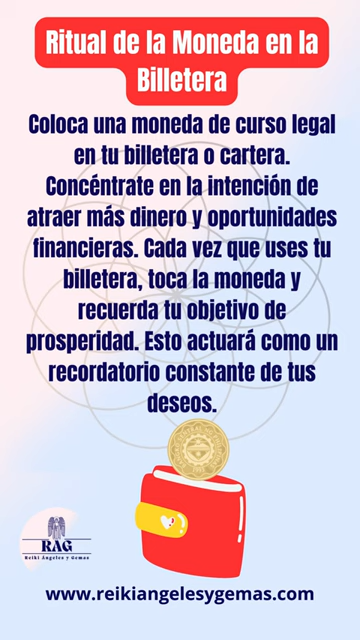 Ritual de la Moneda en la
Billetera
Coloca una moneda de curso legal
en tu billetera o cartera.
Concéntrate en la intención de
atraer más dinero y oportunidades
financieras. Cada vez que uses tu
billetera, toca la moneda y
recuerda tu objetivo de
prosperidad. Esto actuará como un
recordatorio constante de tus
deseos.
RAG
Reiki Ángeles y Gemas
www.reikiangelesygemas.com